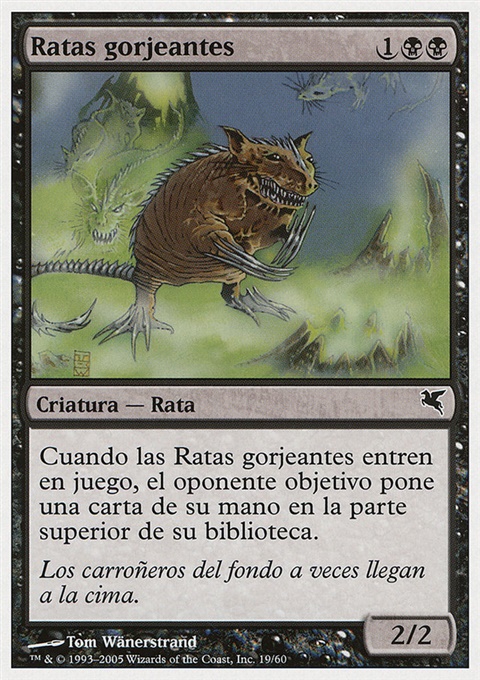 Ratas gorjeantes 1
Criatura — Rata
Cuando las Ratas gorjeantes entren
en juego, el oponente objetivo pone
una carta de su mano en la parte
superior de su biblioteca.
Los carroñeros del fondo a veces llegan
a la cima.
Tom Wänerstrand
2/2
™ & © 1993–2005 Wizards of the Coast, Inc. 19/60